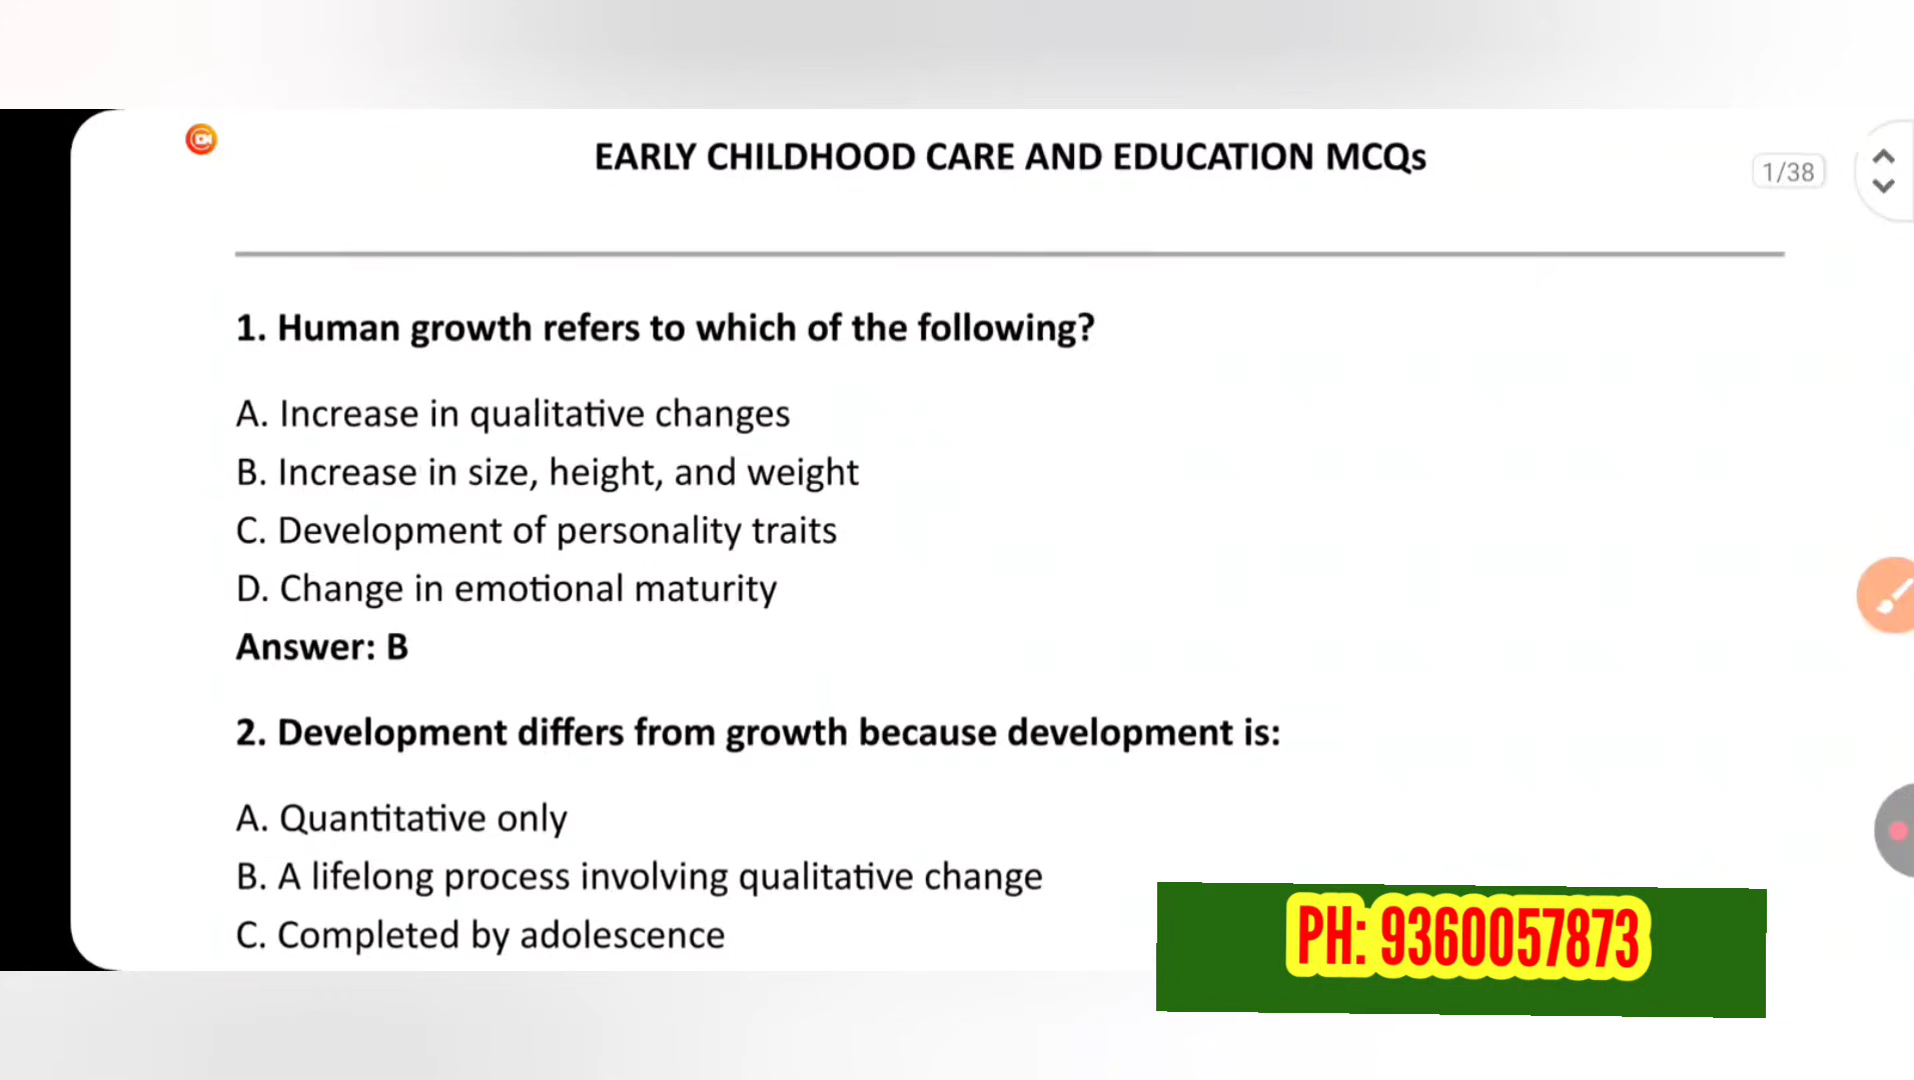 EARLY CHILDHOOD CARE AND EDUCATION MCQs
1/38
1. Human growth refers to which of the following?
A. Increase in qualitative changes
B. Increase in size, height, and weight
C. Development of personality traits
D. Change in emotional maturity
Answer: B
2. Development differs from growth because development is:
A. Quantitative only
B. A lifelong process involving qualitative change
C. Completed by adolescence
PH: 9360057873